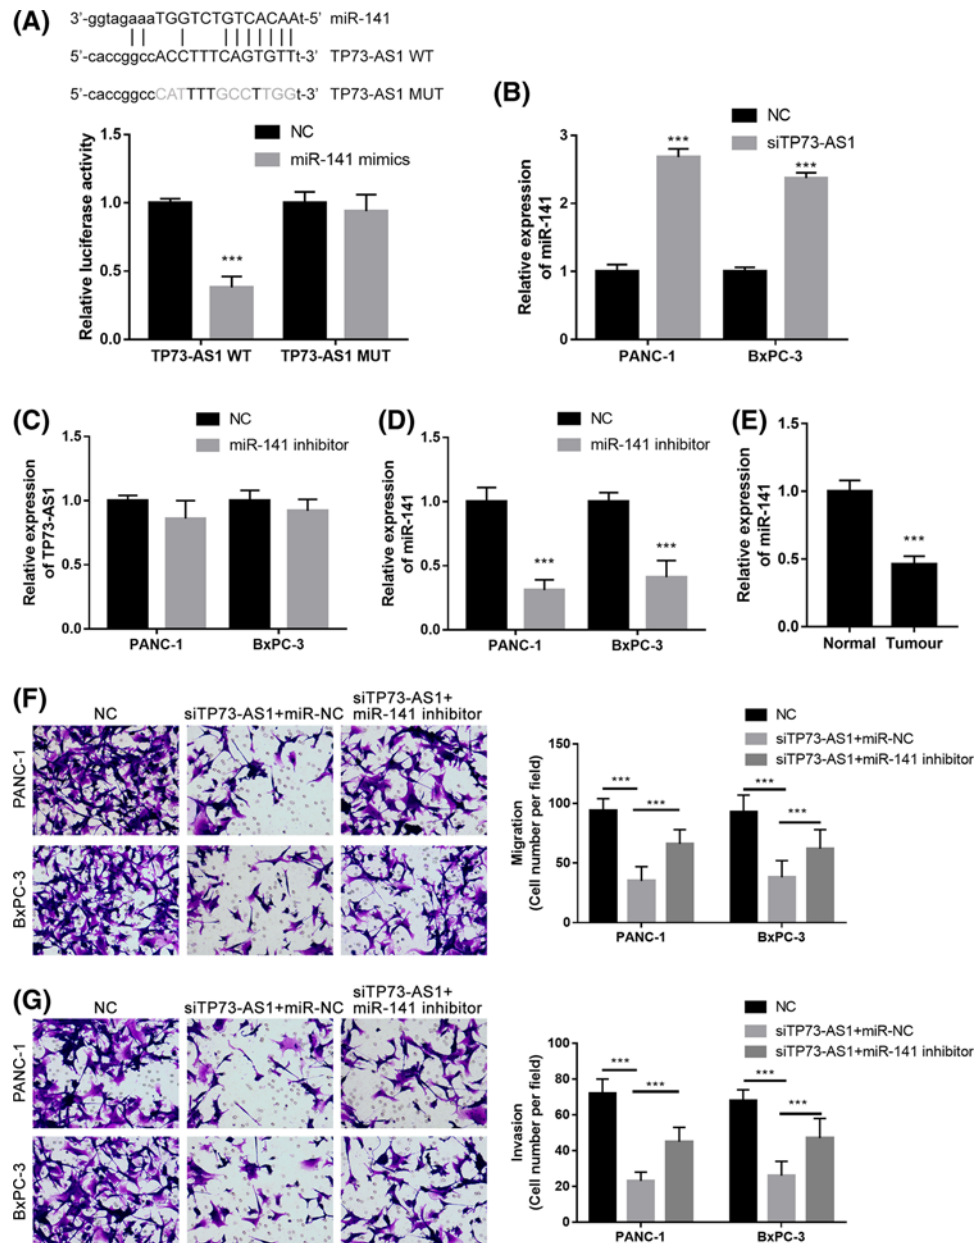 (A)
3'-ggtagaaaTGGTCTGTCACAAt-5' miR-141
5'-caccggccACCTTTCAGTGTTt-3' TP73-AS1 WT
5'-caccggccCATTTTGCCTTGGt-3' TP73-AS1 MUT
NC
miR-141 mimics
Relative luciferase activity
1.5
1.0
0.5
0.0
***
TP73-AS1 WT
TP73-AS1 MUT
(B)
NC
siTP73-AS1
Relative expression
of miR-141
3
2
1
0
***
***
PANC-1
BxPC-3
(C)
NC
miR-141 inhibitor
Relative expression
of TP73-AS1
1.5
1.0
0.5
0.0
PANC-1
BxPC-3
(D)
NC
miR-141 inhibitor
Relative expression
of miR-141
1.5
1.0
0.5
0.0
***
***
PANC-1
BxPC-3
(E)
Relative expression
of miR-141
1.5
1.0
0.5
0.0
***
Normal
Tumour
(F)
NC
siTP73-AS1+miR-NC
siTP73-AS1+
miR-141 inhibitor
PANC-1
BxPC-3
NC
siTP73-AS1+miR-NC
siTP73-AS1+miR-141 inhibitor
Migration
(Cell number per field)
150
100
50
0
***
***
***
***
PANC-1
BxPC-3
(G)
NC
siTP73-AS1+miR-NC
siTP73-AS1+
miR-141 inhibitor
PANC-1
BxPC-3
NC
siTP73-AS1+miR-NC
siTP73-AS1+miR-141 inhibitor
Invasion
(Cell number per field)
80
60
40
20
0
***
***
***
***
PANC-1
BxPC-3